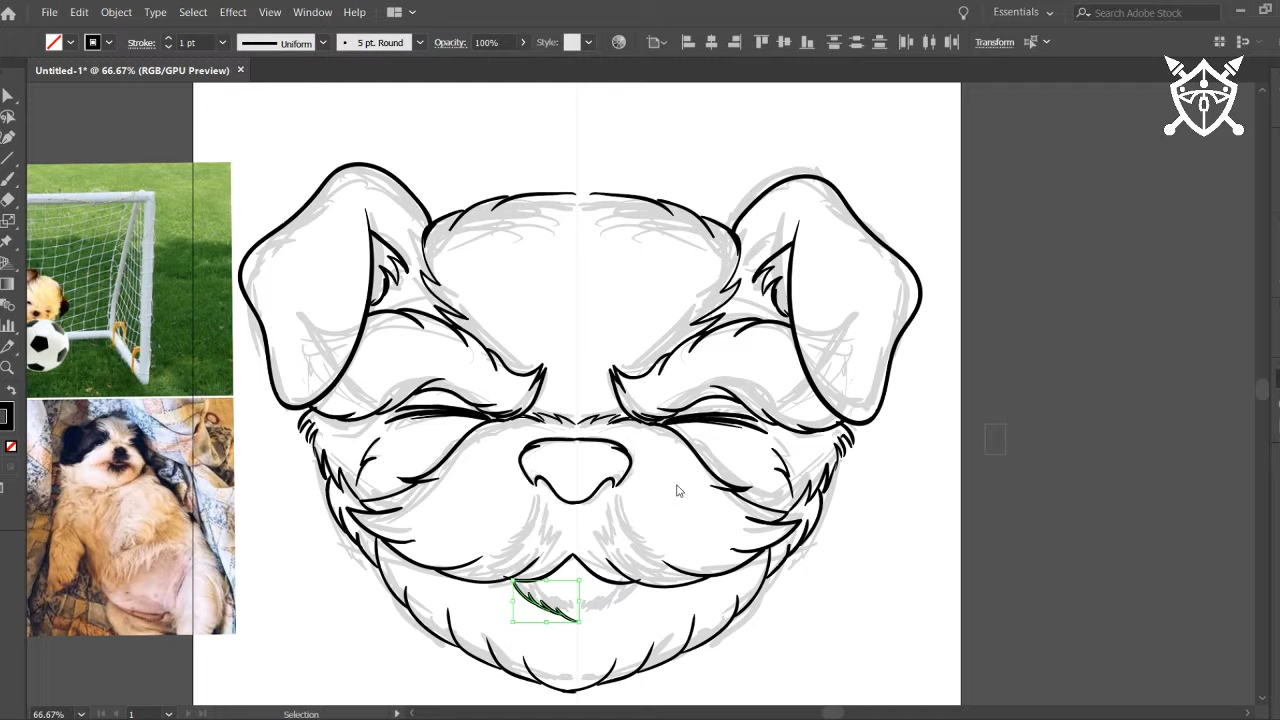 File Edit Object Type Select Effect View Window Help Essentials Search Adobe Stock
Stroke: 1 pt Uniform 5 pt. Round Opacity: 100% Style: Transform
Untitled-1* @ 66.67% (RGB/GPU Preview)
66.67% 1 Selection